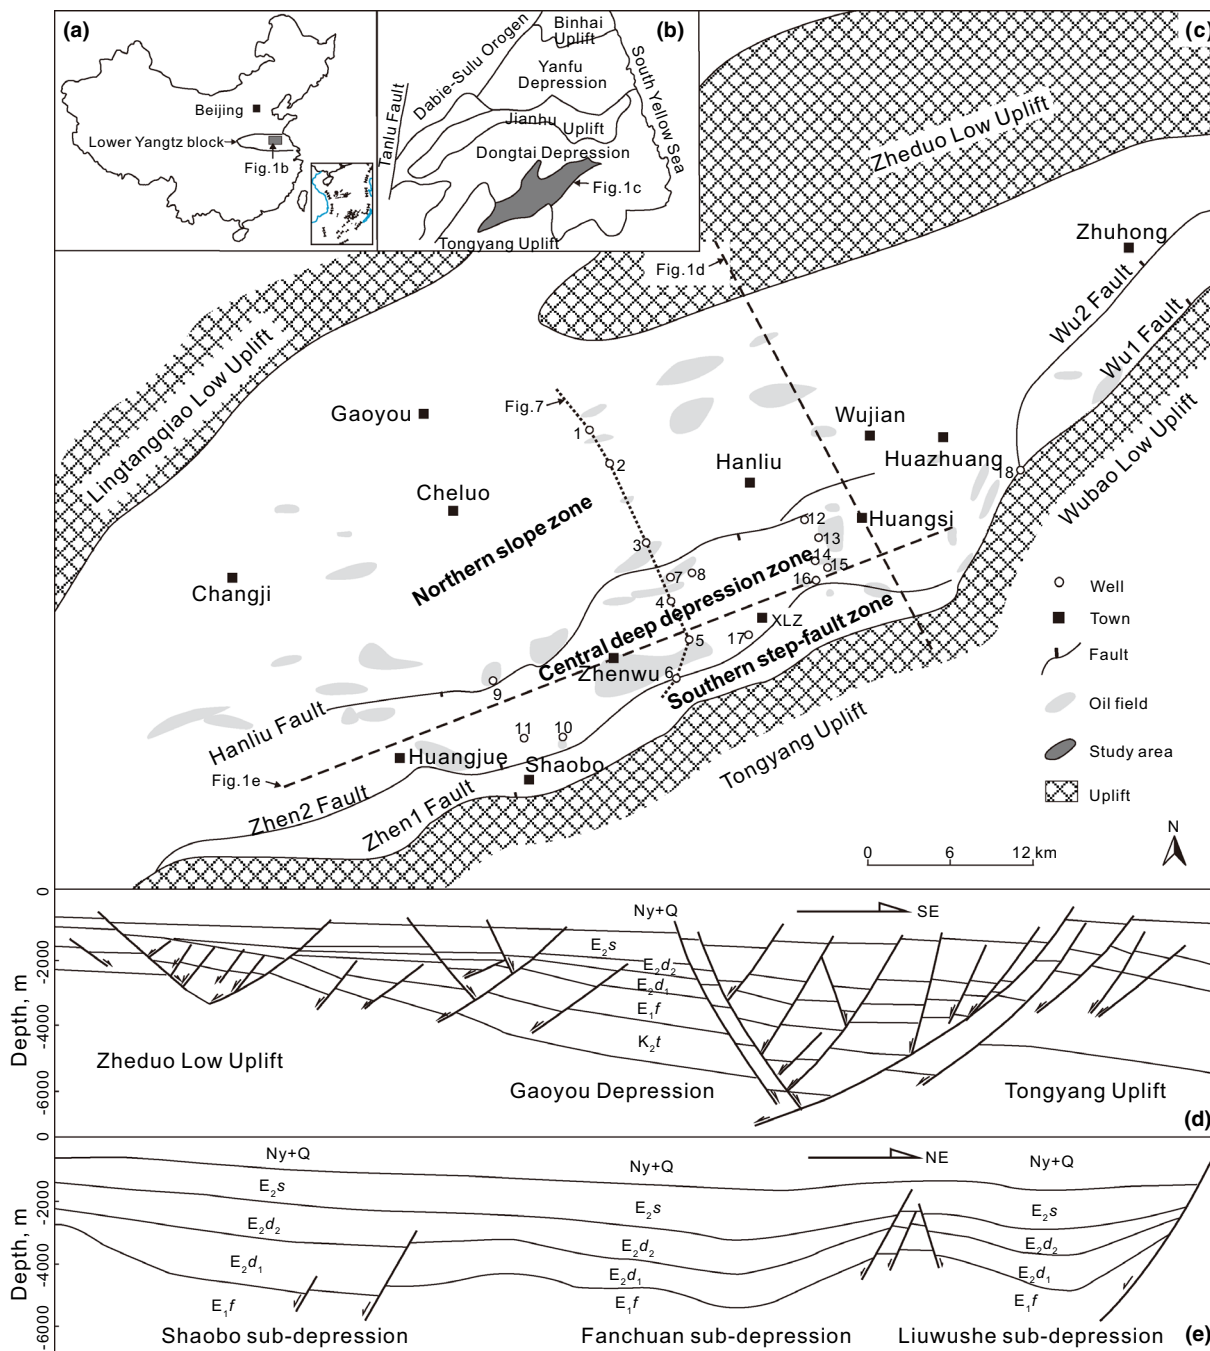 (a)
Beijing
Lower Yangtz block
Fig.1b
(b)
Binhai
Uplift
Dabie-Sulu Orogen
Yanfu
Depression
South Yellow Sea
Tanlu Fault
Jianhu
Uplift
Dongtai Depression
Fig.1c
Tongyang Uplift
(c)
Zheduo Low Uplift
Zhuhong
Fig.1d
Wu2 Fault
Wu1 Fault
Lingtangqiao Low Uplift
Gaoyou
Fig.7
1
Wujian
Huazhuang
2
Hanliu
18
Wubao Low Uplift
Cheluo
12
Huangsi
Northern slope zone
3
13
14
15
Changji
7
8
16
Central deep depression zone
4
XLZ
5
17
Southern step-fault zone
Zhenwu
6
9
Hanliu Fault
11
10
Huangjue
Shaobo
Tongyang Uplift
Fig.1e
Zhen2 Fault
Zhen1 Fault
Well
Town
Fault
Oil field
Study area
Uplift
N
0 6 12 km
0
-2000
-4000
-6000
Depth, m
Ny+Q
SE
E₂s
E₂d₂
E₂d₁
E₁f
K₂t
Zheduo Low Uplift
Gaoyou Depression
Tongyang Uplift
(d)
0
-2000
-4000
-6000
Depth, m
Ny+Q
Ny+Q
NE
Ny+Q
E₂s
E₂s
E₂s
E₂d₂
E₂d₂
E₂d₂
E₂d₁
E₂d₁
E₂d₁
E₁f
E₁f
E₁f
Shaobo sub-depression
Fanchuan sub-depression
Liuwushe sub-depression
(e)